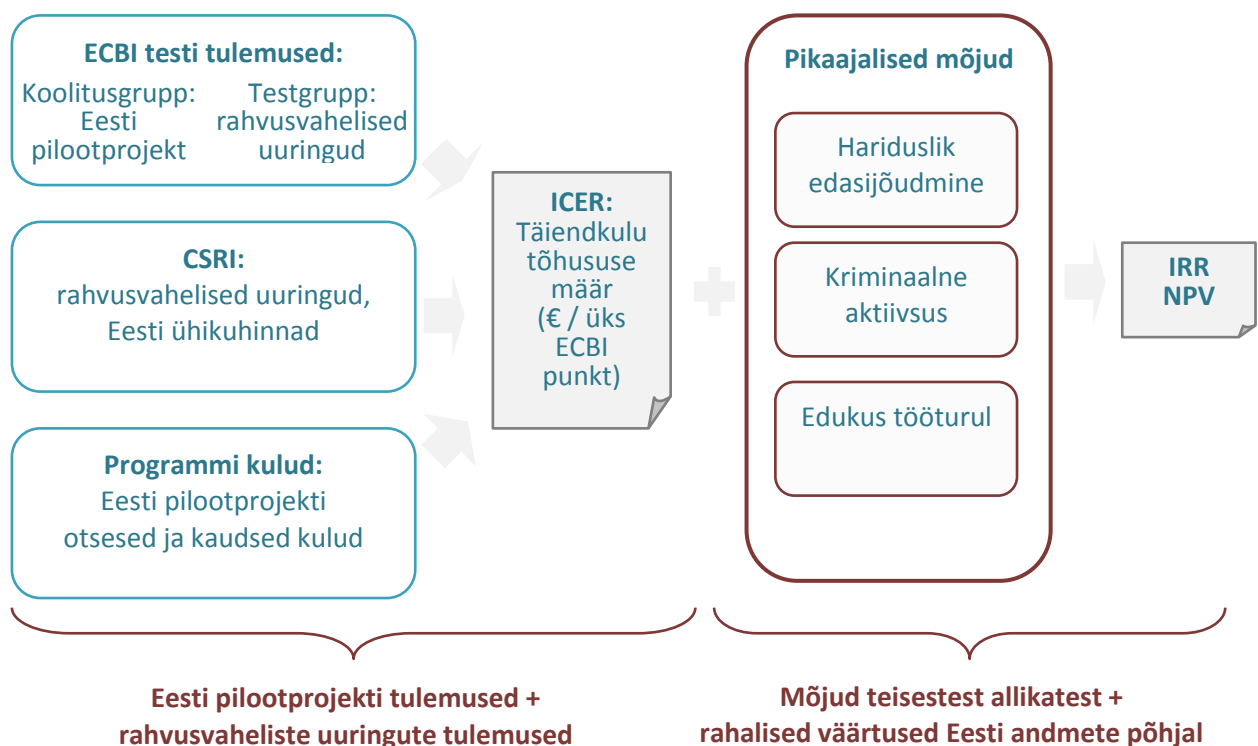 ECBI testi tulemused:
Koolitusgrupp:
Eesti
pilootprojekt
Testgrupp:
rahvusvahelised
uuringud
CSRI:
rahvusvahelised uuringud,
Eesti ühikuhinnad
Programmi kulud:
Eesti pilootprojekti
otsesed ja kaudsed kulud
ICER:
Täiendkulu
tõhususe
määr
(€ / üks
ECBI
punkt)
Pikaajalised mõjud
Hariduslik
edasijõudmine
Kriminaalne
aktiivsus
Edukus tööturul
IRR
NPV
Eesti pilootprojekti tulemused +
rahvusvaheliste uuringute tulemused
Mõjud teisestest allikatest +
rahalised väärtused Eesti andmete põhjal